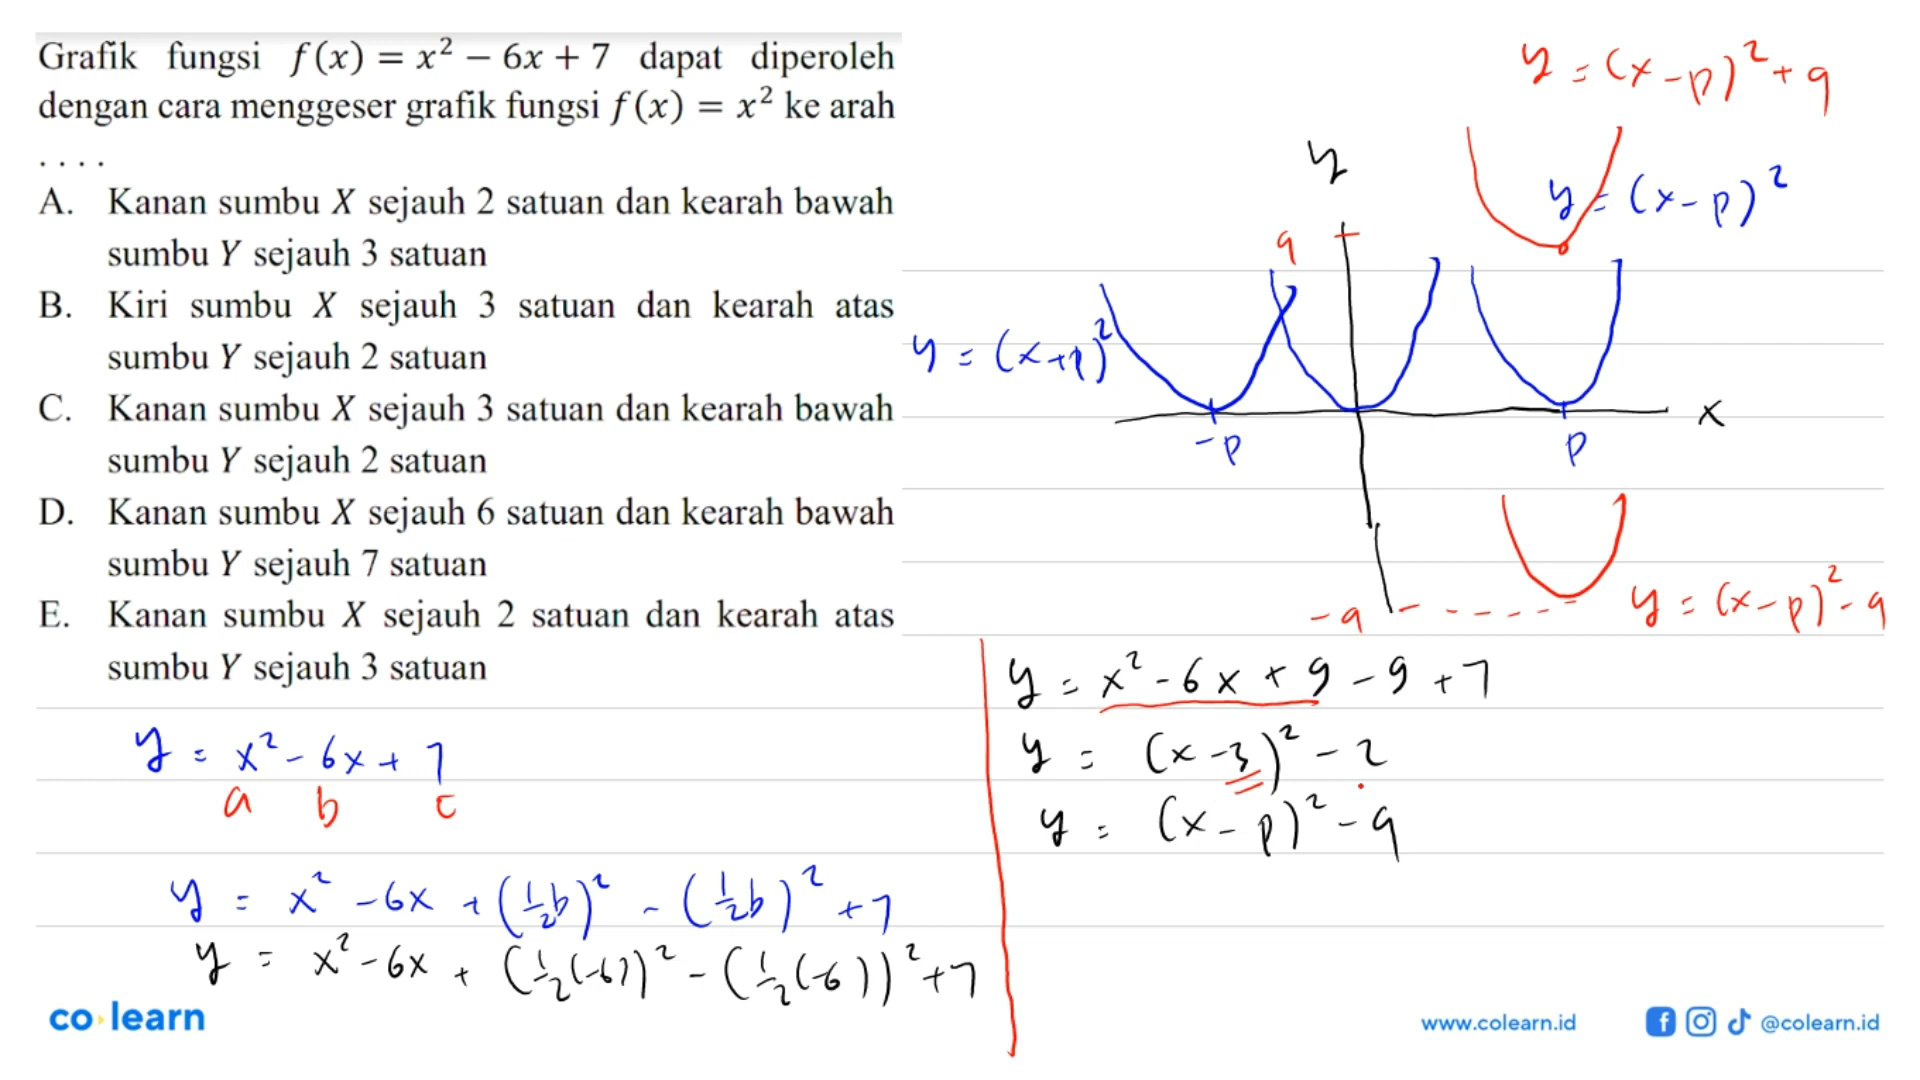 Grafik fungsi f(x) = x² − 6x + 7 dapat diperoleh
dengan cara menggeser grafik fungsi f(x) = x² ke arah
. . . .
A. Kanan sumbu X sejauh 2 satuan dan kearah bawah
sumbu Y sejauh 3 satuan
B. Kiri sumbu X sejauh 3 satuan dan kearah atas
sumbu Y sejauh 2 satuan
C. Kanan sumbu X sejauh 3 satuan dan kearah bawah
sumbu Y sejauh 2 satuan
D. Kanan sumbu X sejauh 6 satuan dan kearah bawah
sumbu Y sejauh 7 satuan
E. Kanan sumbu X sejauh 2 satuan dan kearah atas
sumbu Y sejauh 3 satuan
y = x² - 6x + 7
a b c
y = x² - 6x + (½b)² - (½b)² + 7
y = x² - 6x + (½(-6))² - (½(-6))² + 7
y = (x-p)² + q
y
y = (x-p)²
q
y = (x+p)²
x
-p
p
-q
y = (x-p)² - q
y = x² - 6x + 9 - 9 + 7
y = (x-3)² - 2
y = (x-p)² - q
co learn
www.colearn.id
@colearn.id